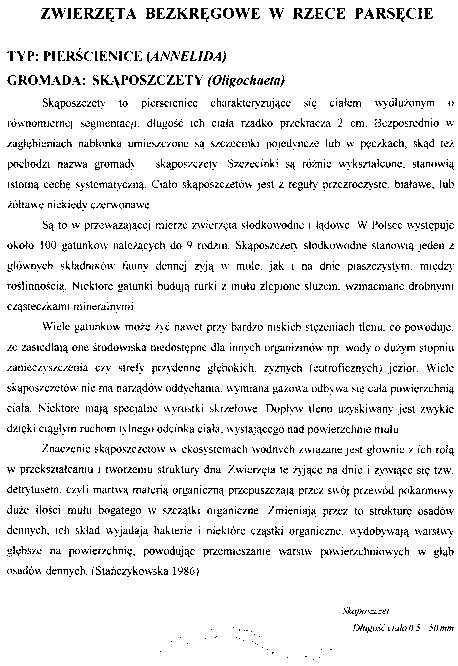 ZWIERZĘTA BEZKRĘGOWE W RZECE PARSĘCIE
TYP: PIERŚCIENICE (ANNELIDA)
GROMADA: SKĄPOSZCZETY (Oligochaeta)
Skąposzczety to pierścienice charakteryzujące się ciałem wydłużonym o
równomiernej segmentacji, długość ich ciała rzadko przekracza 2 cm. Bezpośrednio w
zagłębieniach nabłonka umieszczone są szczecinki pojedyncze lub w pęczkach, skąd też
pochodzi nazwa gromady - skąposzczety. Szczecinki są różnie wykształcone, stanowią
istotną cechę systematyczną. Ciało skąposzczetów jest z reguły przezroczyste, białawe, lub
żółtawe niekiedy czerwonawe.
Są to w przeważającej mierze zwierzęta słodkowodne i lądowe. W Polsce występuje
około 100 gatunków należących do 9 rodzin. Skąposzczety słodkowodne stanowią jeden z
głównych składników fauny dennej żyją w mule, jak i na dnie piaszczystym, między
roślinnością. Niektóre gatunki budują rurki z mułu zlepione śluzem, wzmacniane drobnymi
cząsteczkami mineralnymi.
Wiele gatunków może żyć nawet przy bardzo niskich stężeniach tlenu, co powoduje,
że zasiedlają one środowiska niedostępne dla innych organizmów np. wody o dużym stopniu
zanieczyszczenia czy strefy przydenne głębokich, żyznych (eutroficznych) jezior. Wiele
skąposzczetów nie ma narządów oddychania, wymiana gazowa odbywa się całą powierzchnią
ciała. Niektóre mają specjalne wyrostki skrzelowe. Dopływ tlenu uzyskiwany jest zwykle
dzięki ciągłym ruchom tylnego odcinka ciała, wystającego nad powierzchnię mułu.
Znaczenie skąposzczetów w ekosystemach wodnych związane jest głównie z ich rolą
w przekształcaniu i tworzeniu struktury dna. Zwierzęta te żyjące na dnie i żywiące się tzw.
detrytusem, czyli martwą materią organiczną przepuszczają przez swój przewód pokarmowy
duże ilości mułu bogatego w szczątki organiczne. Zmieniają przez to strukturę osadów
dennych, ich skład wyjadają bakterie i niektóre cząstki organiczne, wydobywają warstwy
głębsze na powierzchnię, powodując przemieszanie warstw powierzchniowych w głąb
osadów dennych. (Stańczykowska 1986)
Skąposzczet
Długość ciała 0.5 - 50 mm